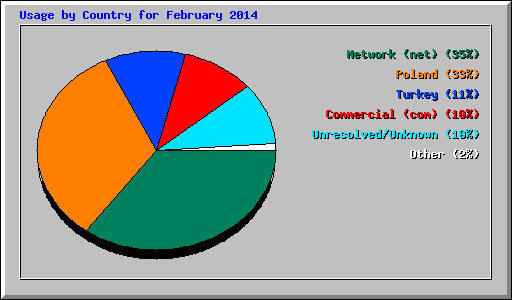 Usage by Country for February 2014
Network (net) (35%)
Poland (33%)
Turkey (11%)
Commercial (com) (10%)
Unresolved/Unknown (10%)
Other (2%)